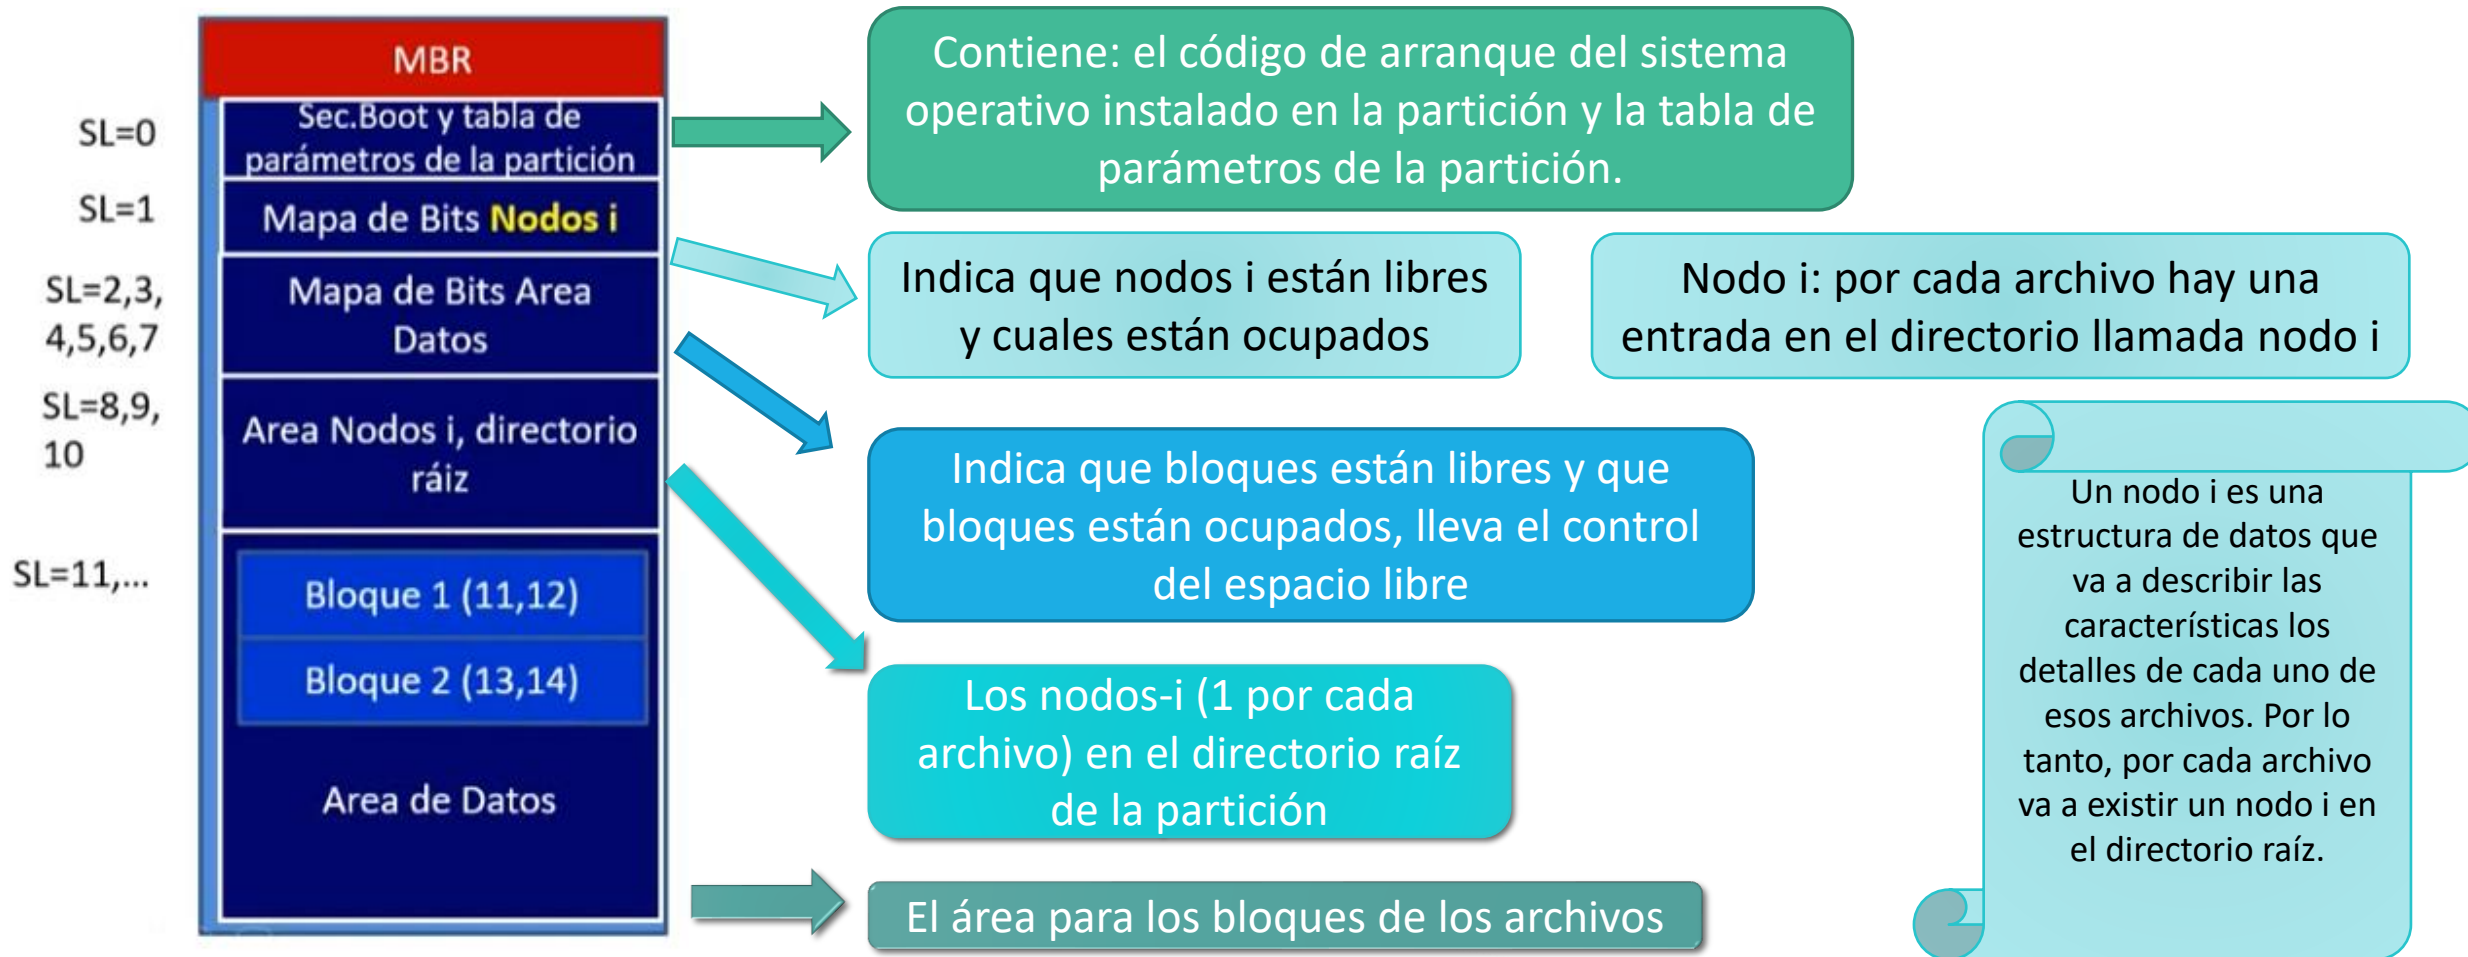 MBR
SL=0
Sec.Boot y tabla de
parámetros de la partición
SL=1
Mapa de Bits Nodos i
SL=2,3,
4,5,6,7
Mapa de Bits Area
Datos
SL=8,9,
10
Area Nodos i, directorio
ráiz
SL=11,...
Bloque 1 (11,12)
Bloque 2 (13,14)
Area de Datos
Contiene: el código de arranque del sistema
operativo instalado en la partición y la tabla de
parámetros de la partición.
Indica que nodos i están libres
y cuales están ocupados
Nodo i: por cada archivo hay una
entrada en el directorio llamada nodo i
Indica que bloques están libres y que
bloques están ocupados, lleva el control
del espacio libre
Los nodos-i (1 por cada
archivo) en el directorio raíz
de la partición
El área para los bloques de los archivos
Un nodo i es una
estructura de datos que
va a describir las
características los
detalles de cada uno de
esos archivos. Por lo
tanto, por cada archivo
va a existir un nodo i en
el directorio raíz.